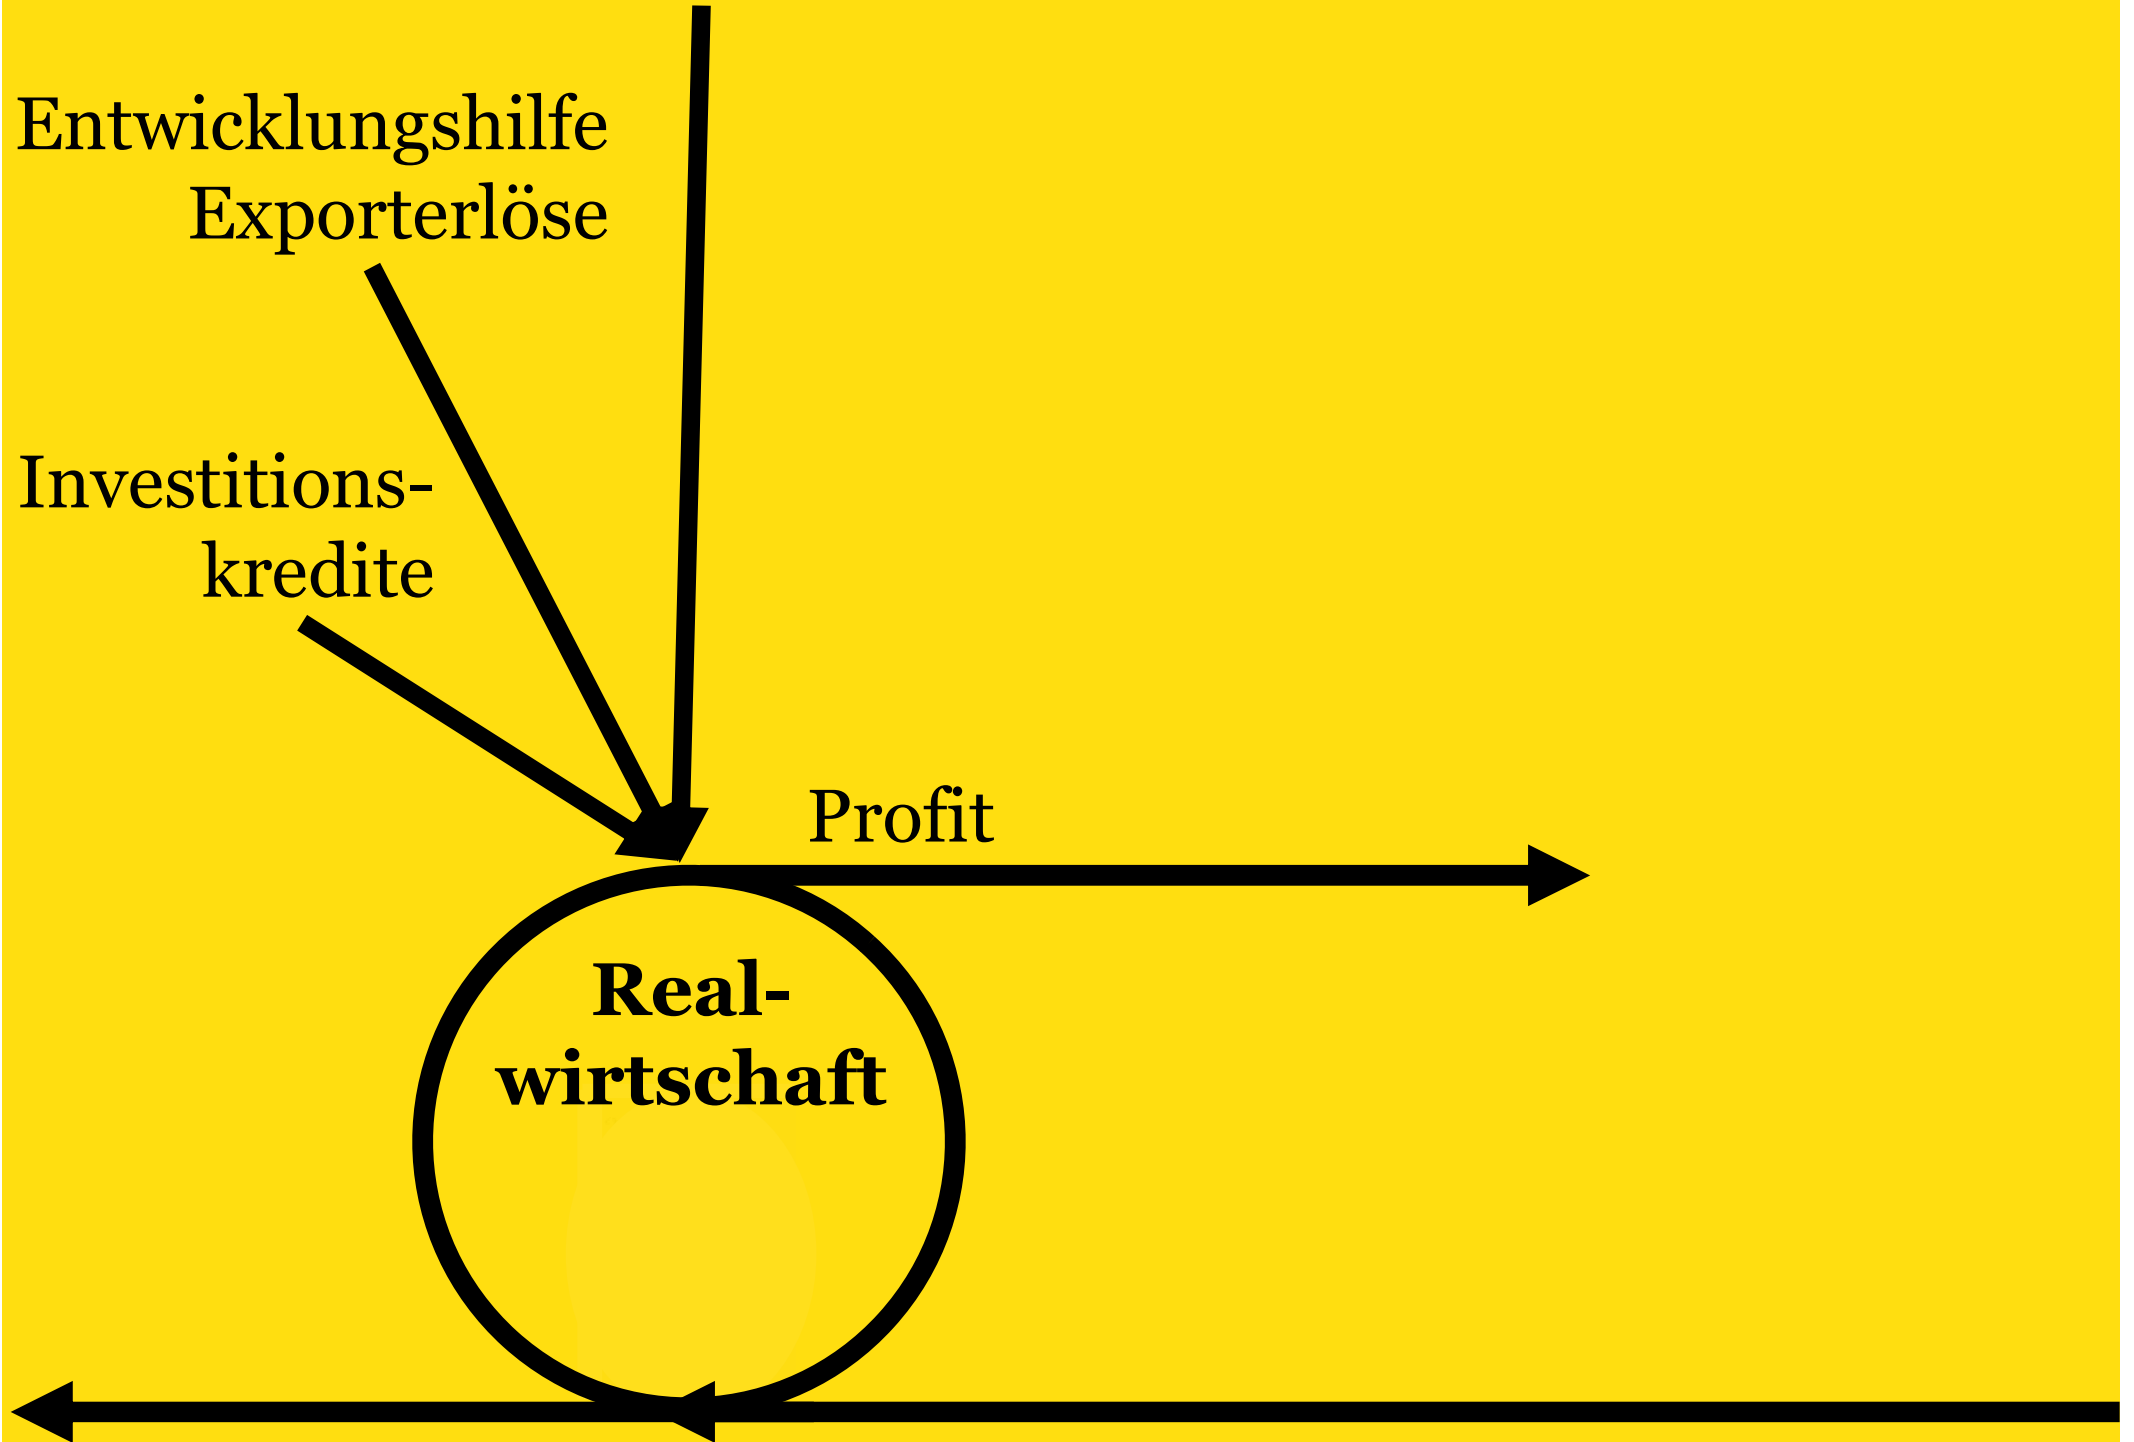 Entwicklungshilfe
Exporterlöse
Investitions-
kredite
Profit
Real-
wirtschaft